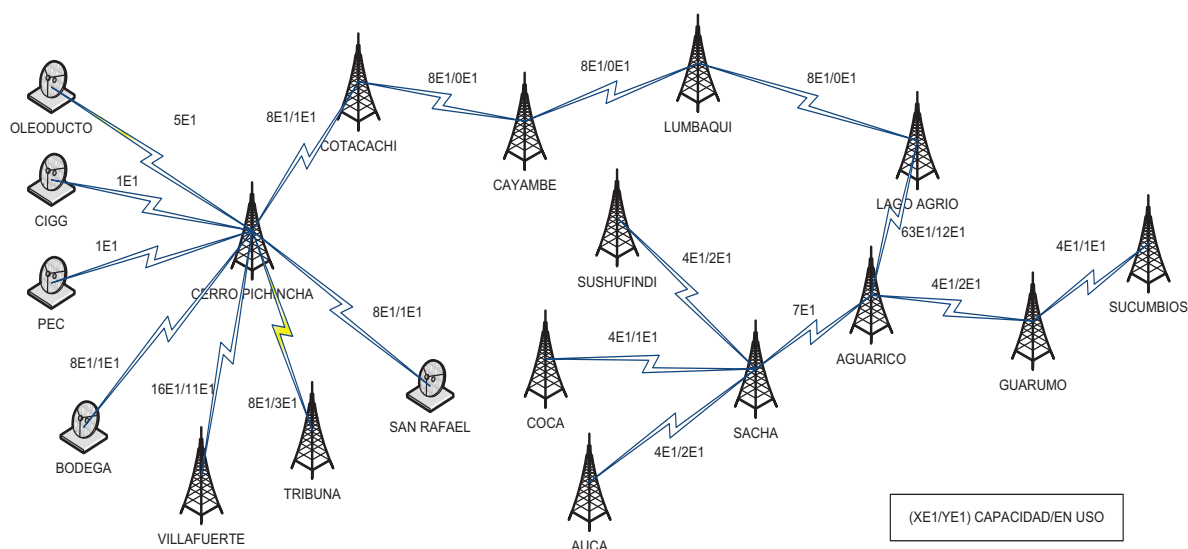 8E1/0E1
8E1/0E1
8E1/0E1
OLEODUCTO
5E1
8E1/1E1
COTACACHI
LUMBAQUI
CAYAMBE
1E1
CIGG
LAGO AGRIO
63E1/12E1
1E1
4E1/2E1
4E1/1E1
SUSHUFINDI
CERRO PICHINCHA
4E1/2E1
SUCUMBIOS
PEC
8E1/1E1
7E1
AGUARICO
8E1/1E1
4E1/1E1
GUARUMO
16E1/11E1
8E1/3E1
SAN RAFAEL
COCA
SACHA
BODEGA
4E1/2E1
TRIBUNA
VILLAFUERTE
AUCA
(XE1/YE1) CAPACIDAD/EN USO